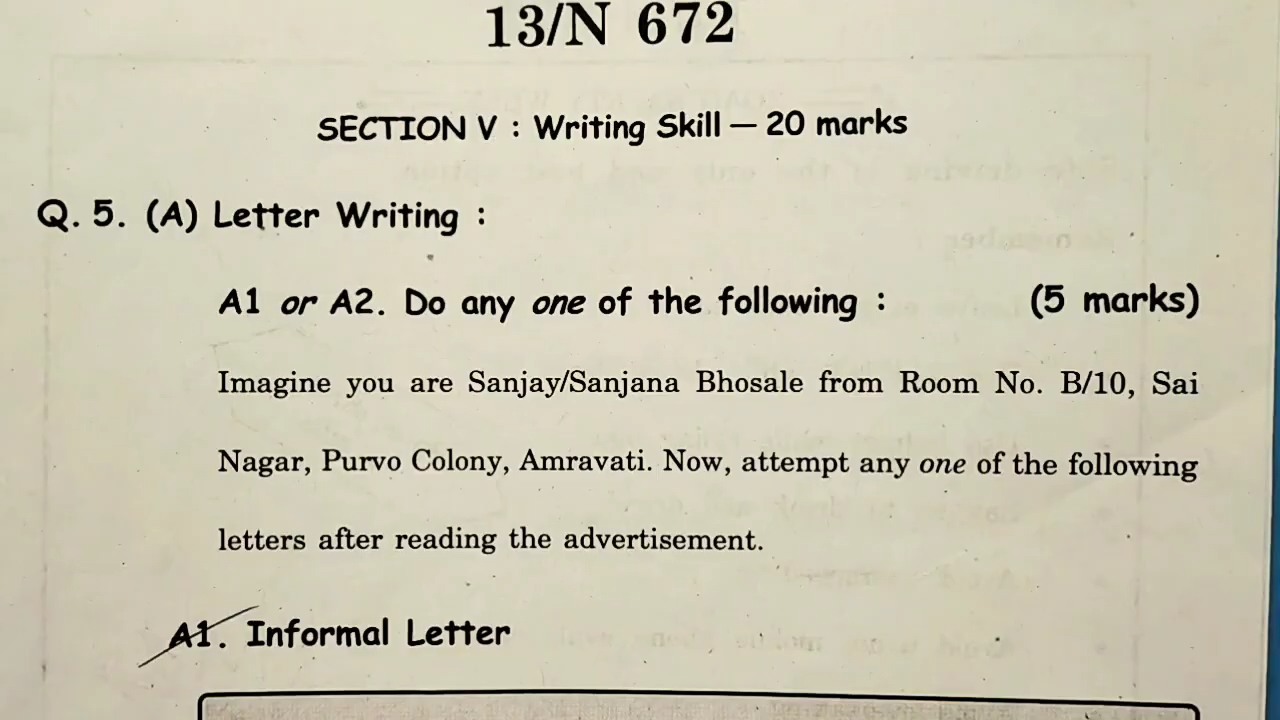 13/N 672
SECTION V : Writing Skill — 20 marks
Q. 5. (A) Letter Writing :
A1 or A2. Do any one of the following : (5 marks)
Imagine you are Sanjay/Sanjana Bhosale from Room No. B/10, Sai
Nagar, Purvo Colony, Amravati. Now, attempt any one of the following
letters after reading the advertisement.
A1. Informal Letter